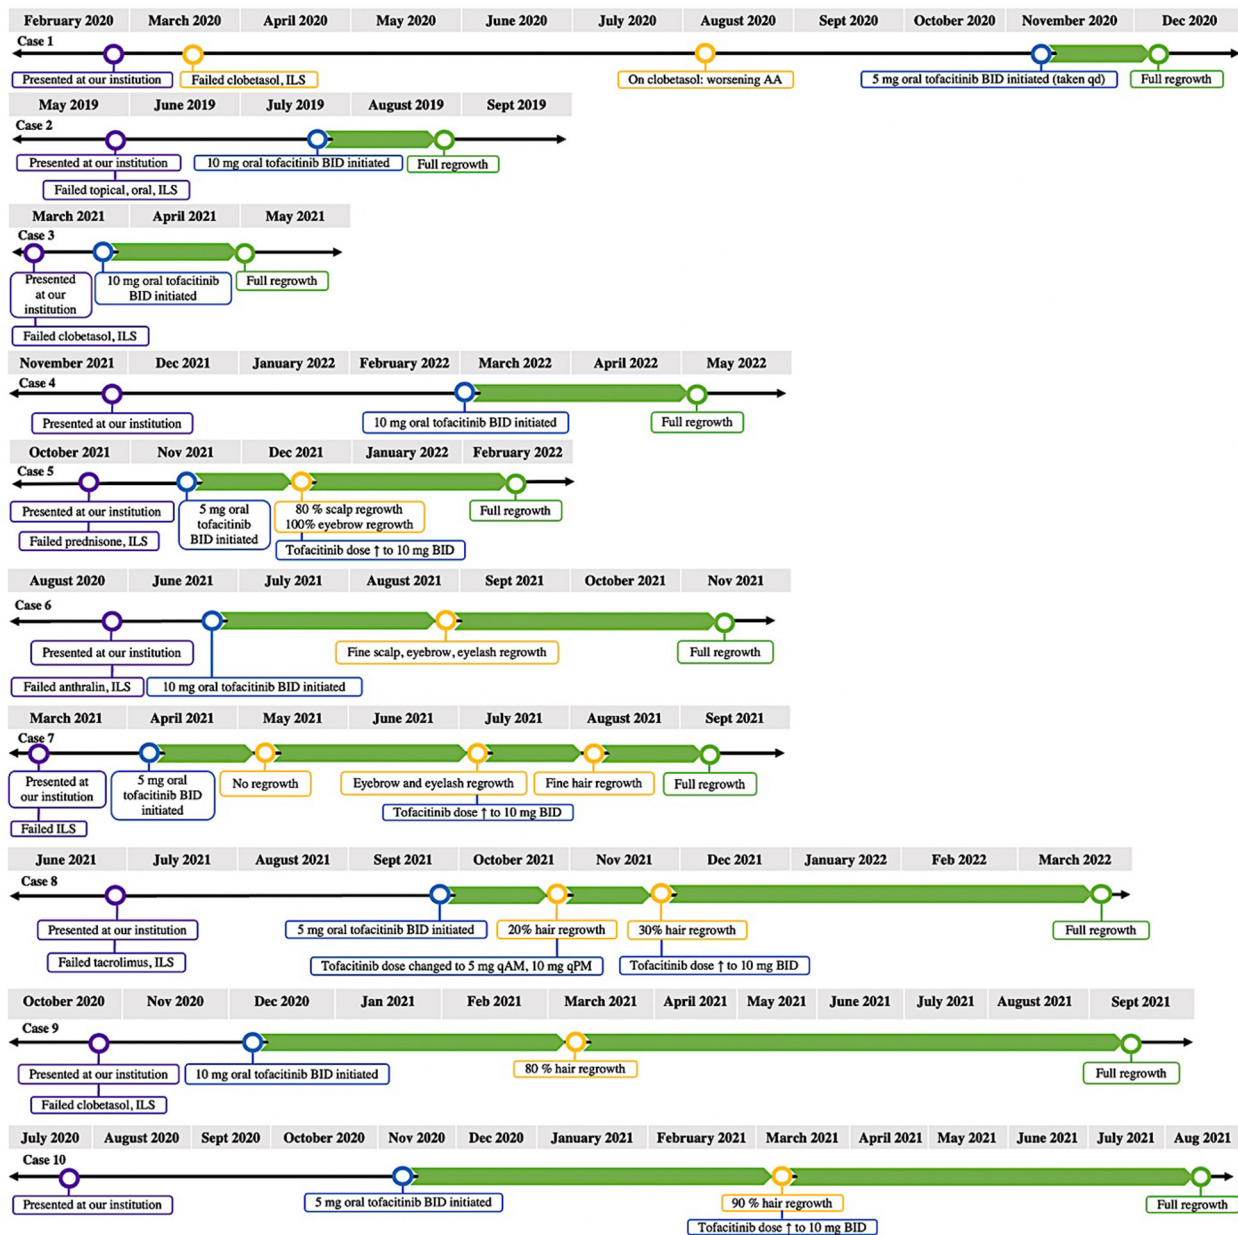 February 2020 March 2020 April 2020 May 2020 June 2020 July 2020 August 2020 Sept 2020 October 2020 November 2020 Dec 2020
Case 1
Presented at our institution Failed clobetasol, ILS On clobetasol: worsening AA 5 mg oral tofacitinib BID initiated (taken qd) Full regrowth
May 2019 June 2019 July 2019 August 2019 Sept 2019
Case 2
Presented at our institution 10 mg oral tofacitinib BID initiated Full regrowth
Failed topical, oral, ILS
March 2021 April 2021 May 2021
Case 3
Presented
at our
institution
10 mg oral tofacitinib
BID initiated
Full regrowth
Failed clobetasol, ILS
November 2021 Dec 2021 January 2022 February 2022 March 2022 April 2022 May 2022
Case 4
Presented at our institution 10 mg oral tofacitinib BID initiated Full regrowth
October 2021 Nov 2021 Dec 2021 January 2022 February 2022
Case 5
Presented at our institution
Failed prednisone, ILS
5 mg oral
tofacitinib
BID initiated
80 % scalp regrowth
100% eyebrow regrowth
Tofacitinib dose ↑ to 10 mg BID
Full regrowth
August 2020 June 2021 July 2021 August 2021 Sept 2021 October 2021 Nov 2021
Case 6
Presented at our institution Fine scalp, eyebrow, eyelash regrowth Full regrowth
Failed anthralin, ILS 10 mg oral tofacitinib BID initiated
March 2021 April 2021 May 2021 June 2021 July 2021 August 2021 Sept 2021
Case 7
Presented at
our institution
Failed ILS
5 mg oral
tofacitinib BID
initiated
No regrowth
Eyebrow and eyelash regrowth
Tofacitinib dose ↑ to 10 mg BID
Fine hair regrowth
Full regrowth
June 2021 July 2021 August 2021 Sept 2021 October 2021 Nov 2021 Dec 2021 January 2022 Feb 2022 March 2022
Case 8
Presented at our institution 5 mg oral tofacitinib BID initiated 20% hair regrowth 30% hair regrowth Full regrowth
Failed tacrolimus, ILS Tofacitinib dose changed to 5 mg qAM, 10 mg qPM Tofacitinib dose ↑ to 10 mg BID
October 2020 Nov 2020 Dec 2020 Jan 2021 Feb 2021 March 2021 April 2021 May 2021 June 2021 July 2021 August 2021 Sept 2021
Case 9
Presented at our institution 10 mg oral tofacitinib BID initiated 80 % hair regrowth Full regrowth
Failed clobetasol, ILS
July 2020 August 2020 Sept 2020 October 2020 Nov 2020 Dec 2020 January 2021 February 2021 March 2021 April 2021 May 2021 June 2021 July 2021 Aug 2021
Case 10
Presented at our institution 5 mg oral tofacitinib BID initiated 90 % hair regrowth Full regrowth
Tofacitinib dose ↑ to 10 mg BID